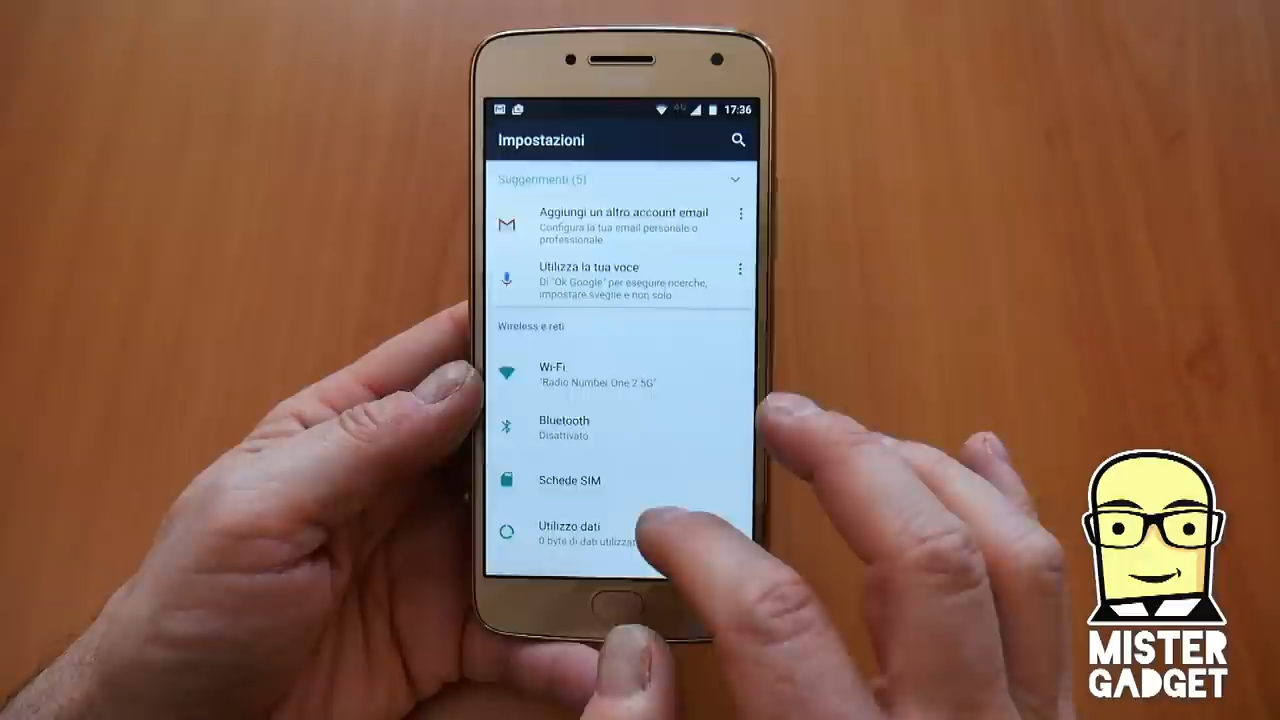 4G 17:36
Impostazioni
Suggerimenti (5)
Aggiungi un altro account email
Configura la tua email personale o
professionale
Utilizza la tua voce
Di "Ok Google" per eseguire ricerche,
impostare sveglie e non solo
Wireless e reti
Wi-Fi
"Radio Number One 2.5G"
Bluetooth
Disattivato
Schede SIM
Utilizzo dati
0 byte di dati
MISTER
GADGET